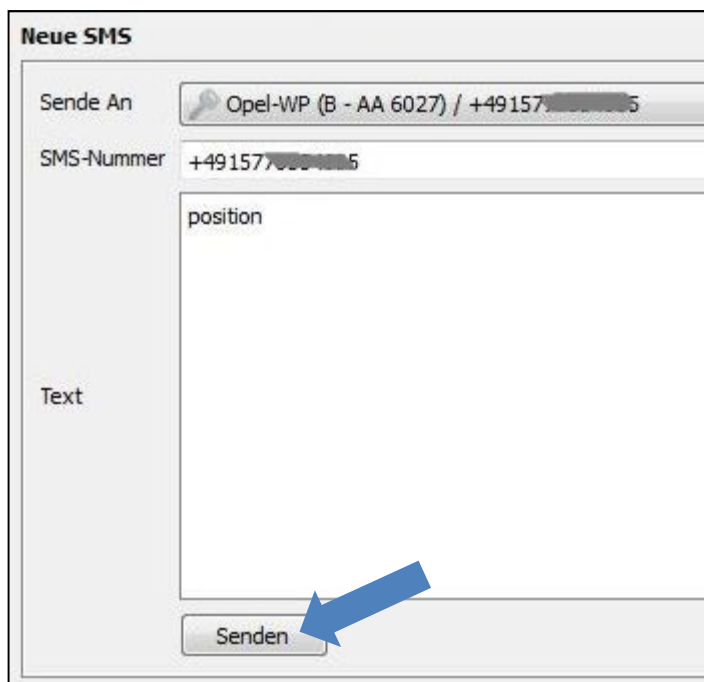 Neue SMS
Sende An Opel-WP (B - AA 6027) / +49157
SMS-Nummer +49157
position
Text
Senden